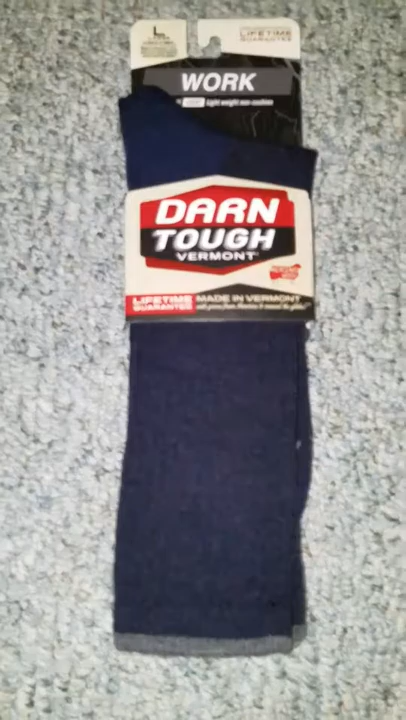 L
LIFETIME
GUARANTEE
WORK
Light weight non-cushion
DARN
TOUGH
VERMONT
LIFETIME
GUARANTEE
MADE IN VERMONT